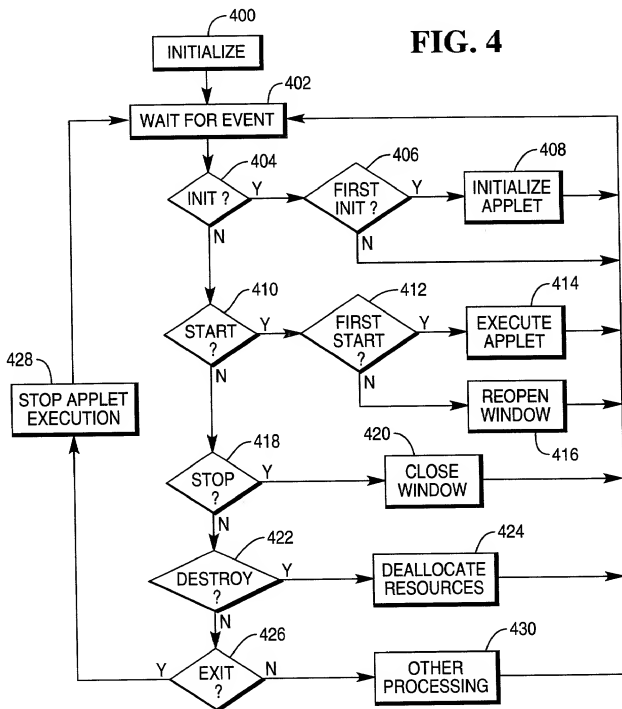 400
FIG. 4
INITIALIZE
402
WAIT FOR EVENT
404
406
408
INIT ?
Y
FIRST
INIT ?
Y
INITIALIZE
APPLET
N
N
410
412
414
START
?
Y
FIRST
START
?
Y
EXECUTE
APPLET
428
N
N
STOP APPLET
EXECUTION
REOPEN
WINDOW
416
418
420
STOP
?
Y
CLOSE
WINDOW
N
422
424
DESTROY
?
Y
DEALLOCATE
RESOURCES
N
426
430
Y
EXIT
?
N
OTHER
PROCESSING